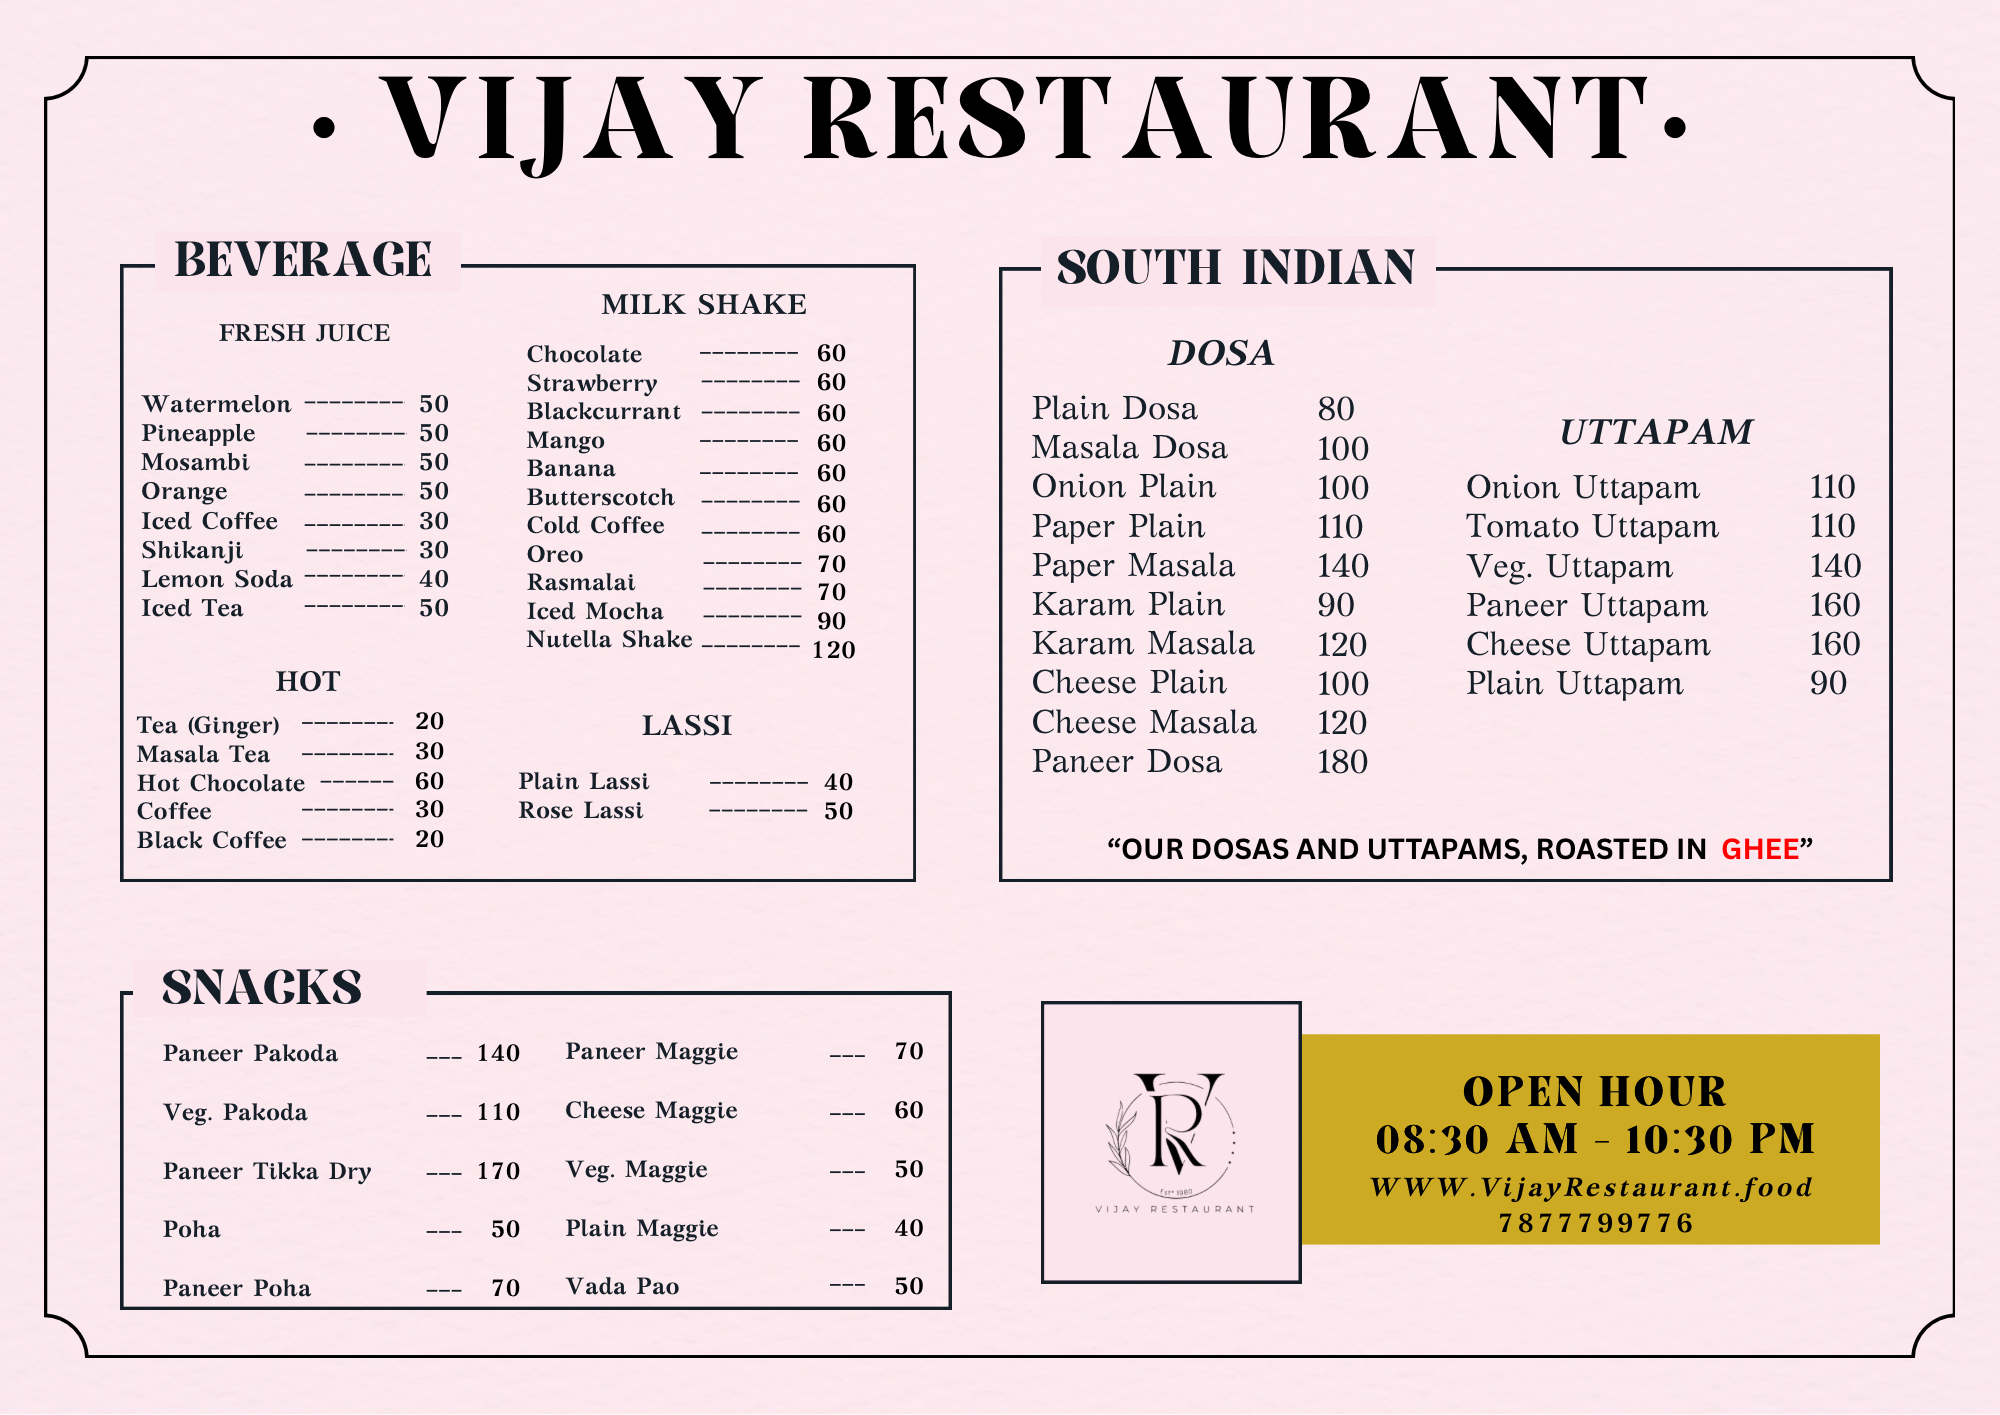 • VIJAY RESTAURANT•
BEVERAGE
FRESH JUICE
Watermelon -------- 50
Pineapple -------- 50
Mosambi -------- 50
Orange -------- 50
Iced Coffee -------- 30
Shikanji -------- 30
Lemon Soda -------- 40
Iced Tea -------- 50
HOT
Tea (Ginger) -------- 20
Masala Tea -------- 30
Hot Chocolate ------ 60
Coffee -------- 30
Black Coffee -------- 20
MILK SHAKE
Chocolate -------- 60
Strawberry -------- 60
Blackcurrant -------- 60
Mango -------- 60
Banana -------- 60
Butterscotch -------- 60
Cold Coffee -------- 60
Oreo -------- 70
Rasmalai -------- 70
Iced Mocha -------- 90
Nutella Shake -------- 120
LASSI
Plain Lassi -------- 40
Rose Lassi -------- 50
SOUTH INDIAN
DOSA
Plain Dosa 80
Masala Dosa 100
Onion Plain 100
Paper Plain 110
Paper Masala 140
Karam Plain 90
Karam Masala 120
Cheese Plain 100
Cheese Masala 120
Paneer Dosa 180
UTTAPAM
Onion Uttapam 110
Tomato Uttapam 110
Veg. Uttapam 140
Paneer Uttapam 160
Cheese Uttapam 160
Plain Uttapam 90
“OUR DOSAS AND UTTAPAMS, ROASTED IN GHEE”
SNACKS
Paneer Pakoda --- 140
Veg. Pakoda --- 110
Paneer Tikka Dry --- 170
Poha --- 50
Paneer Poha --- 70
Paneer Maggie --- 70
Cheese Maggie --- 60
Veg. Maggie --- 50
Plain Maggie --- 40
Vada Pao --- 50
VR
Estd 1980
VIJAY RESTAURANT
OPEN HOUR
08:30 AM - 10:30 PM
WWW.VijayRestaurant.food
7877799776